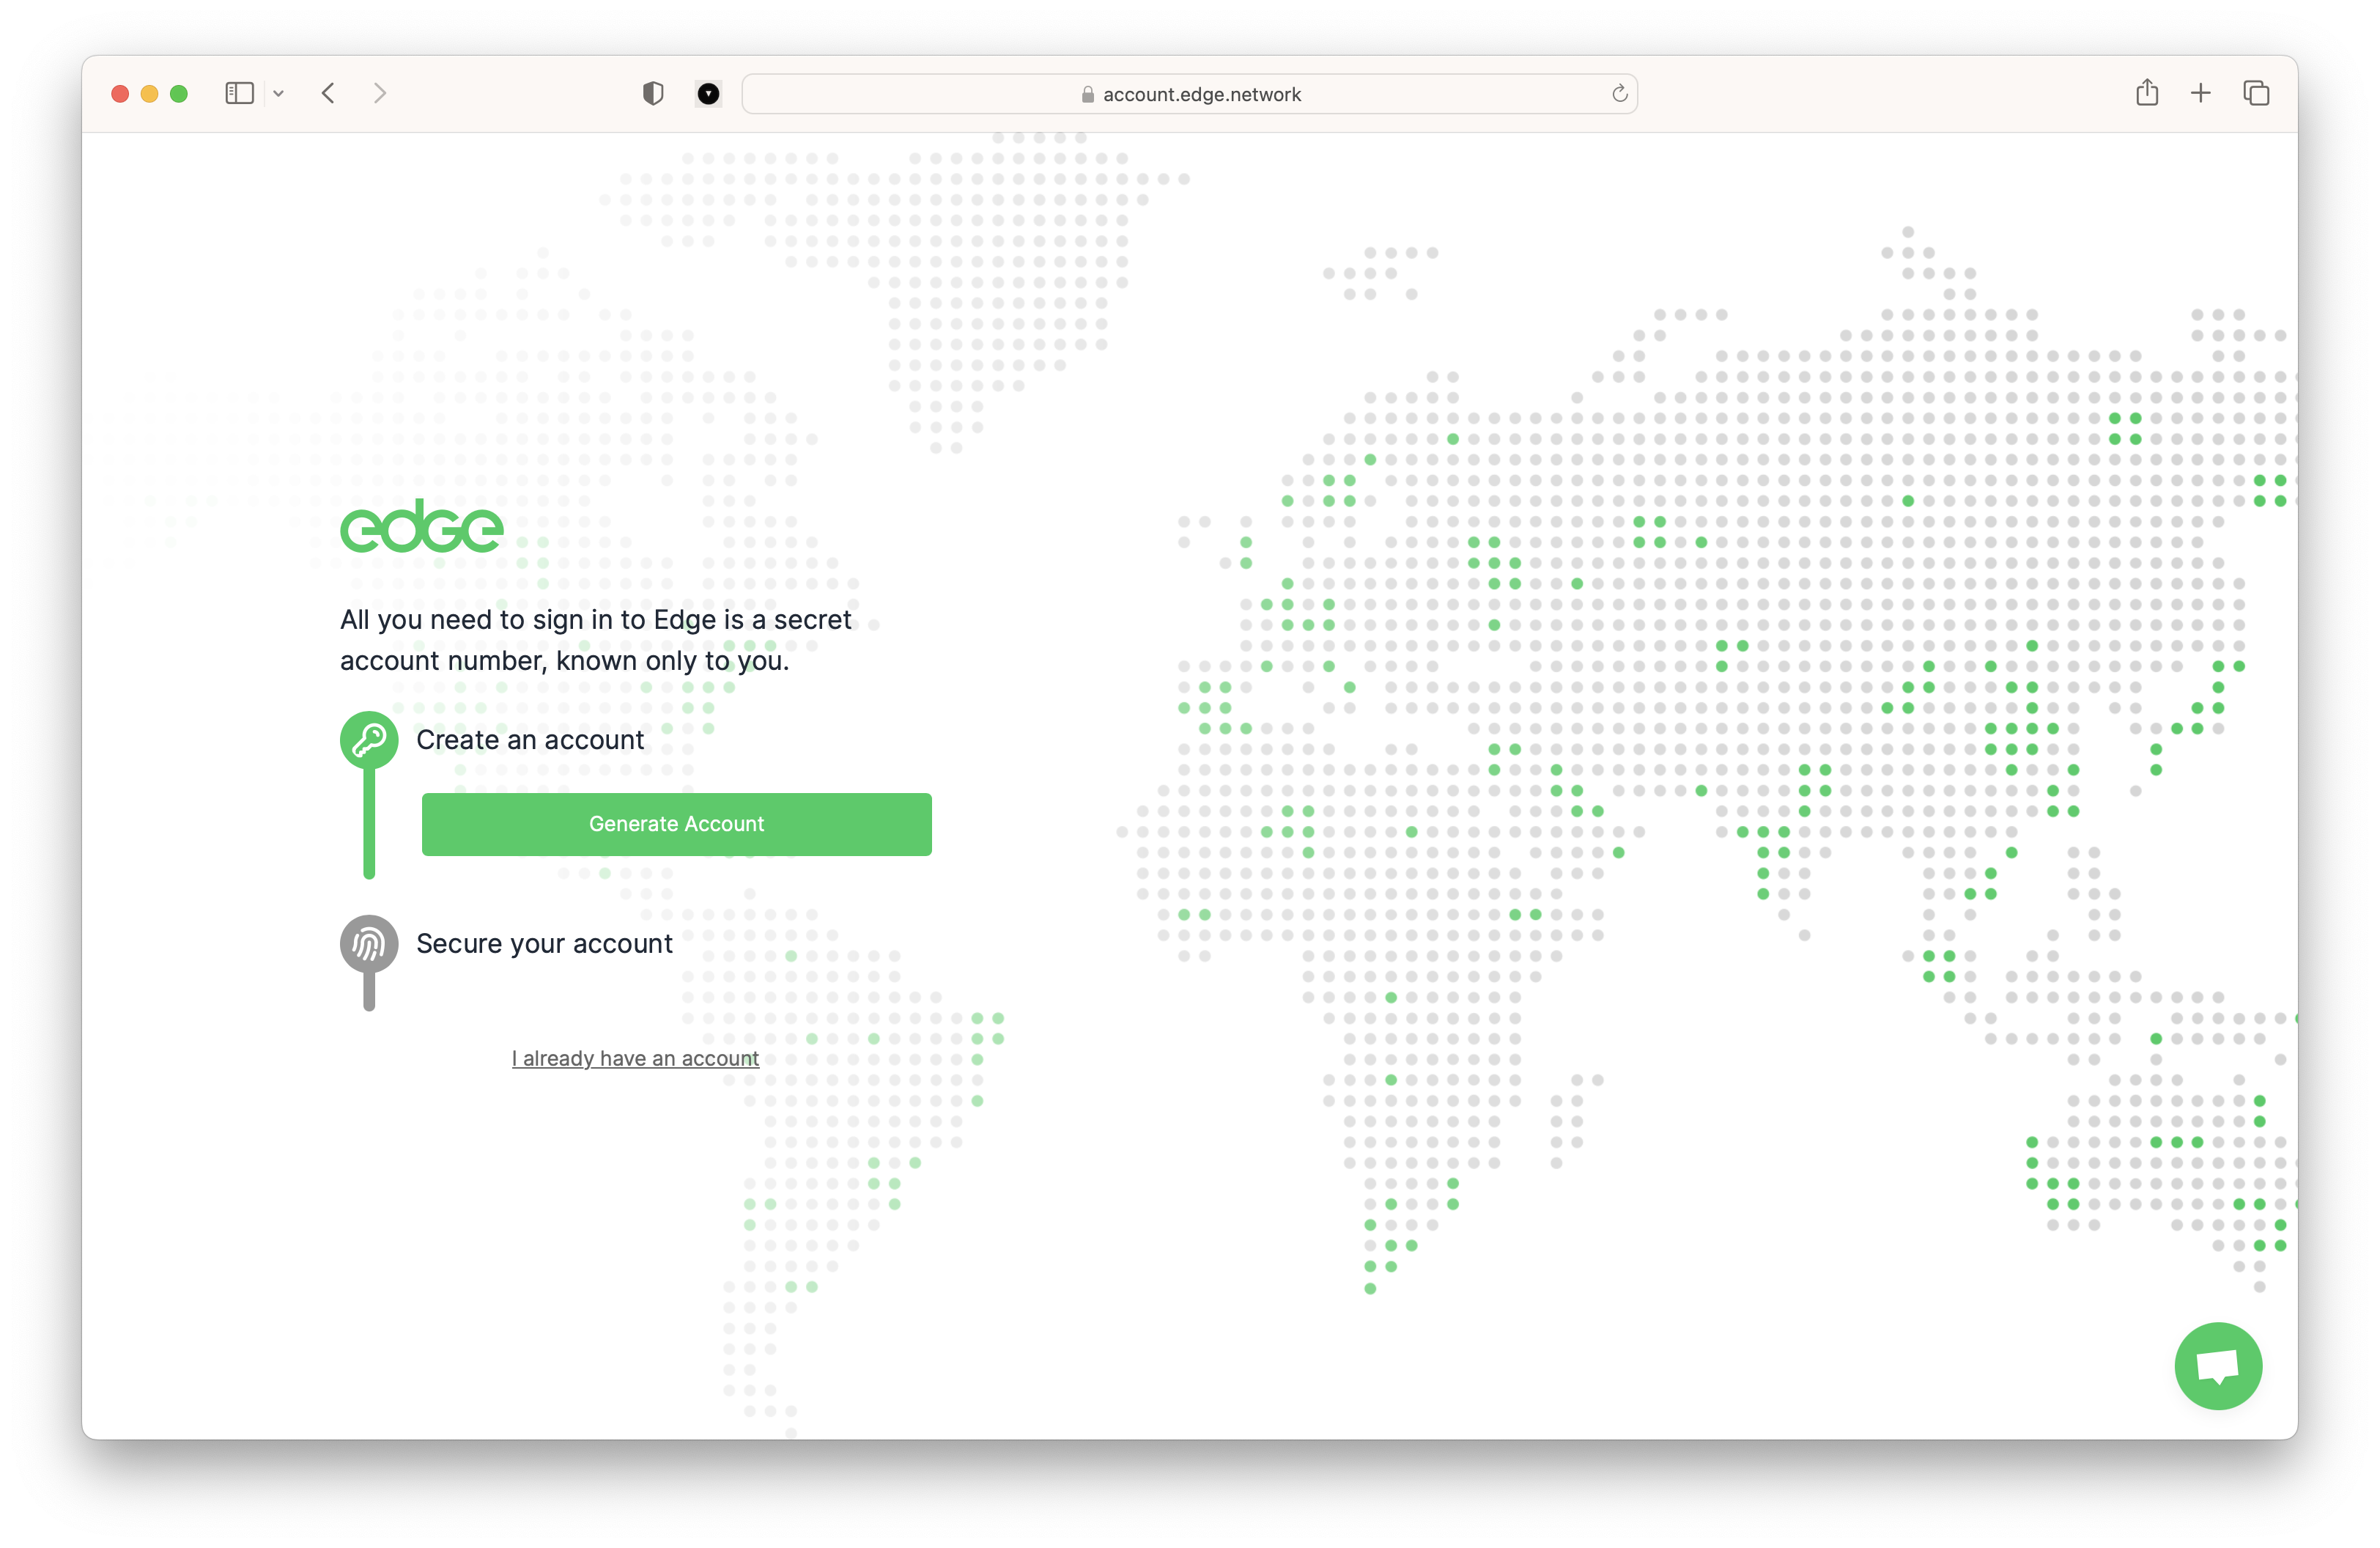 account.edge.network
edge
All you need to sign in to Edge is a secret
account number, known only to you.
Create an account
Generate Account
Secure your account
I already have an account